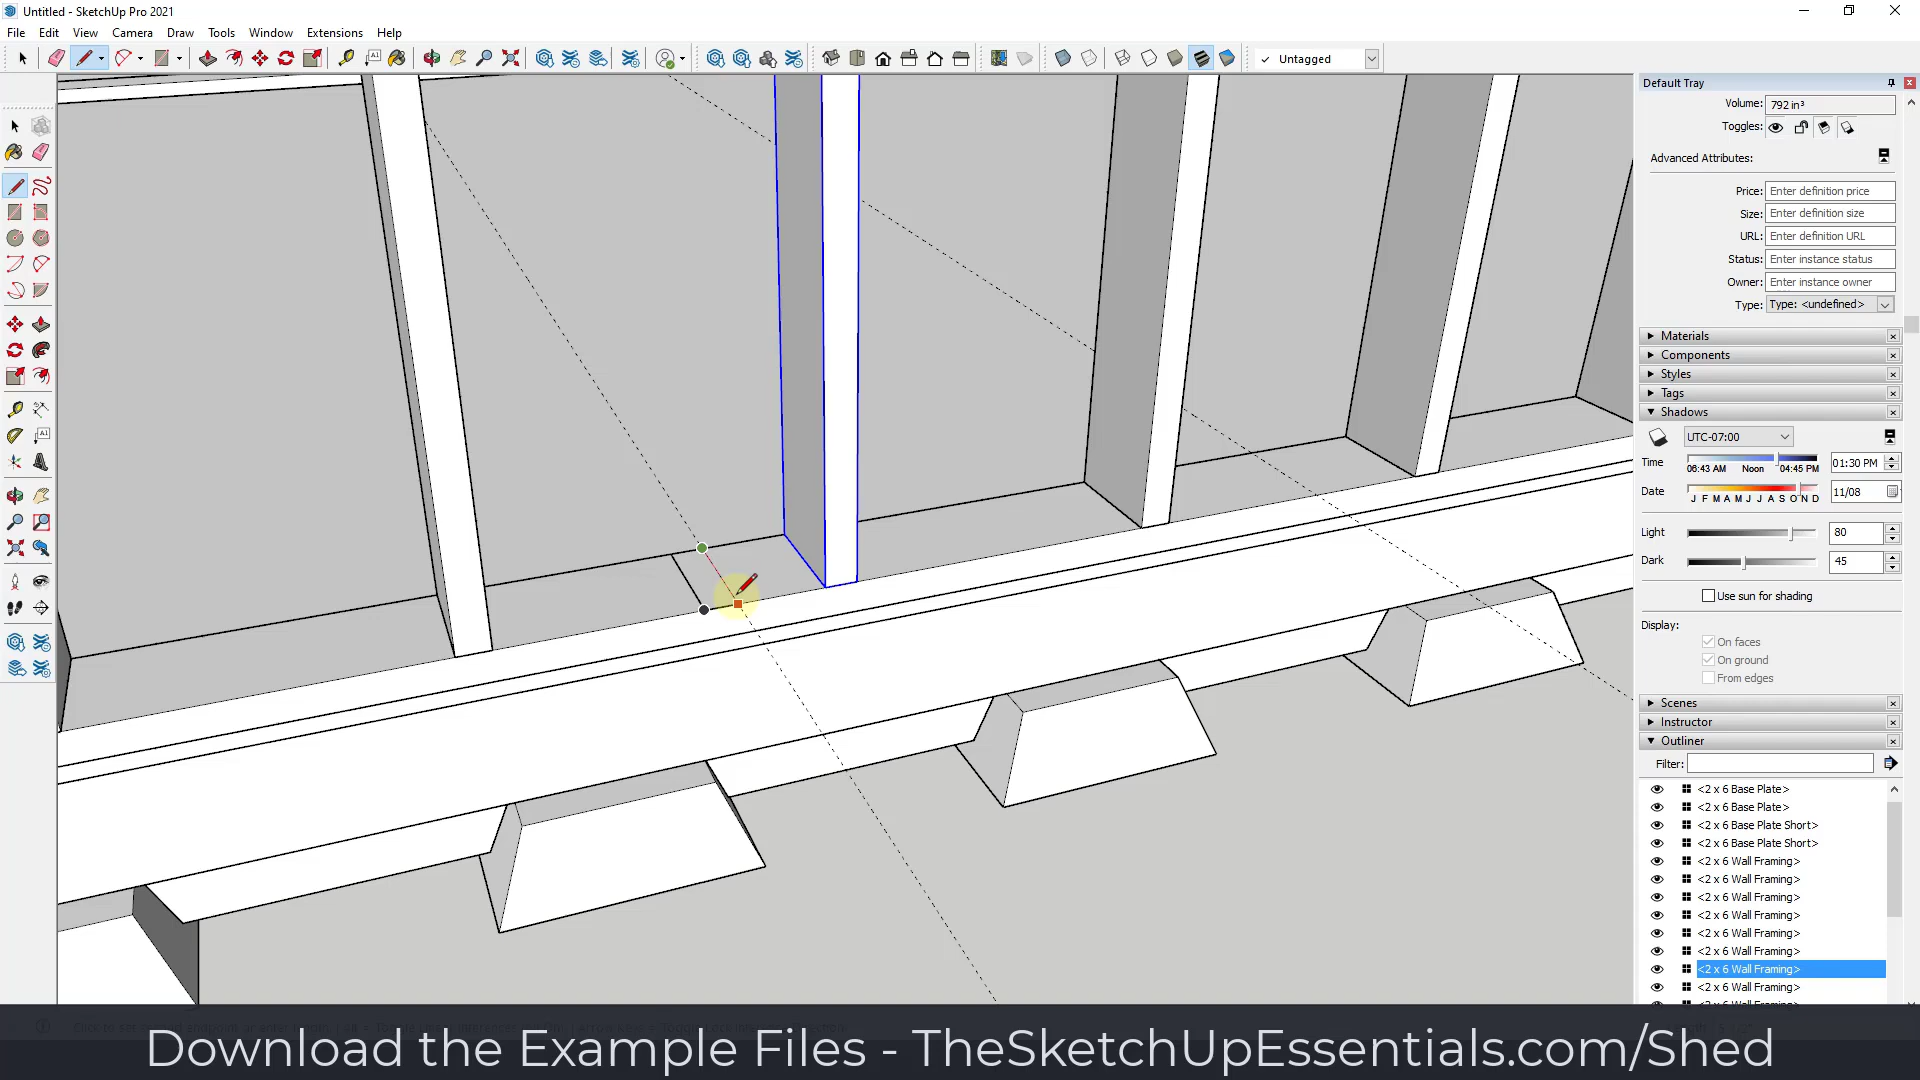 Untitled - SketchUp Pro 2021
File Edit View Camera Draw Tools Window Extensions Help
Untagged
Default Tray
Volume: 792 in³
Toggles:
Advanced Attributes:
Price: Enter definition price
Size: Enter definition size
URL: Enter definition URL
Status: Enter instance status
Owner: Enter instance owner
Type: Type: <undefined>
Materials
Components
Styles
Tags
Shadows
UTC-07:00
Time 06:43 AM Noon 04:45 PM 01:30 PM
Date J F M A M J J A S O N D 11/08
Light 80
Dark 45
Use sun for shading
Display:
On faces
On ground
From edges
Scenes
Instructor
Outliner
Filter:
<2 x 6 Base Plate>
<2 x 6 Base Plate>
<2 x 6 Base Plate Short>
<2 x 6 Base Plate Short>
<2 x 6 Wall Framing>
<2 x 6 Wall Framing>
<2 x 6 Wall Framing>
<2 x 6 Wall Framing>
<2 x 6 Wall Framing>
<2 x 6 Wall Framing>
<2 x 6 Wall Framing>
<2 x 6 Wall Framing>
Download the Example Files - TheSketchUpEssentials.com/Shed